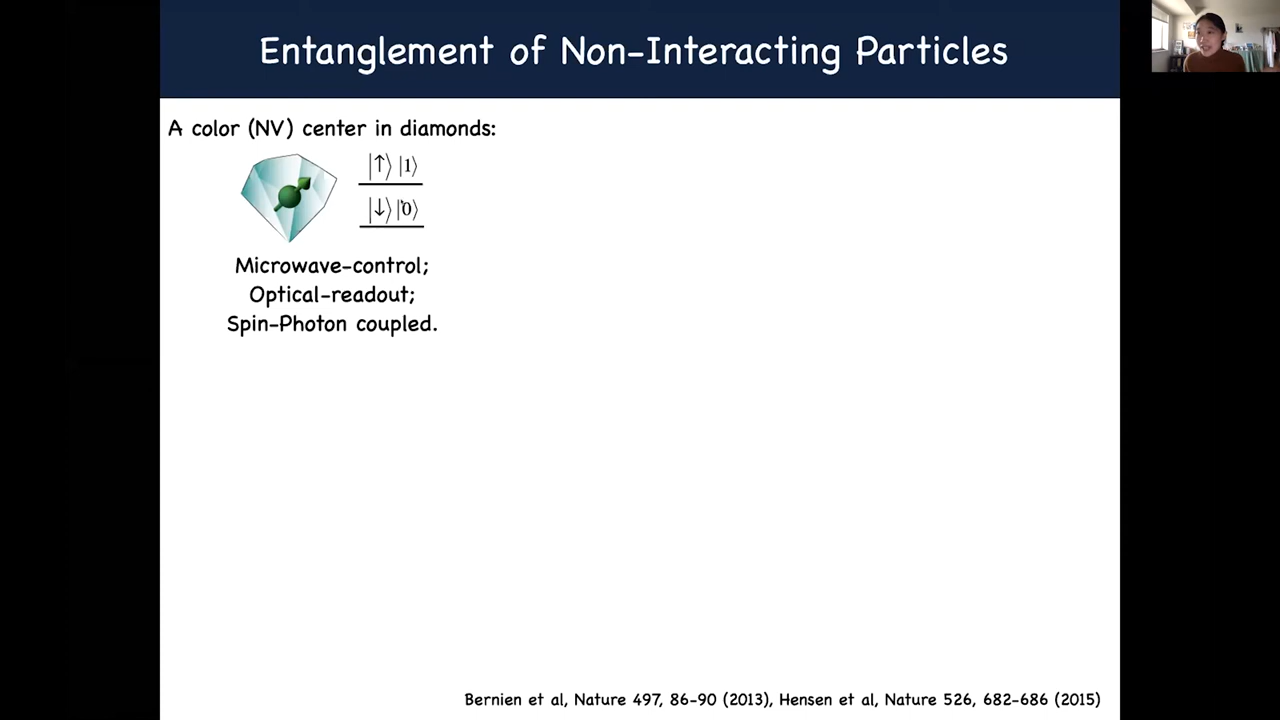 Entanglement of Non-Interacting Particles
A color (NV) center in diamonds:
|↑⟩ |1⟩
|↓⟩ |0⟩
Microwave-control;
Optical-readout;
Spin-Photon coupled.
Bernien et al, Nature 497, 86-90 (2013), Hensen et al, Nature 526, 682-686 (2015)